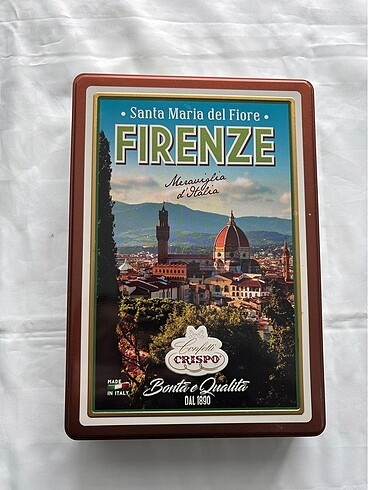 • Santa Maria del Fiore •
FIRENZE
Meraviglia
d'Italia
Confetti
CRISPO
MADE
IN ITALY
Bontà e Qualità
DAL 1890